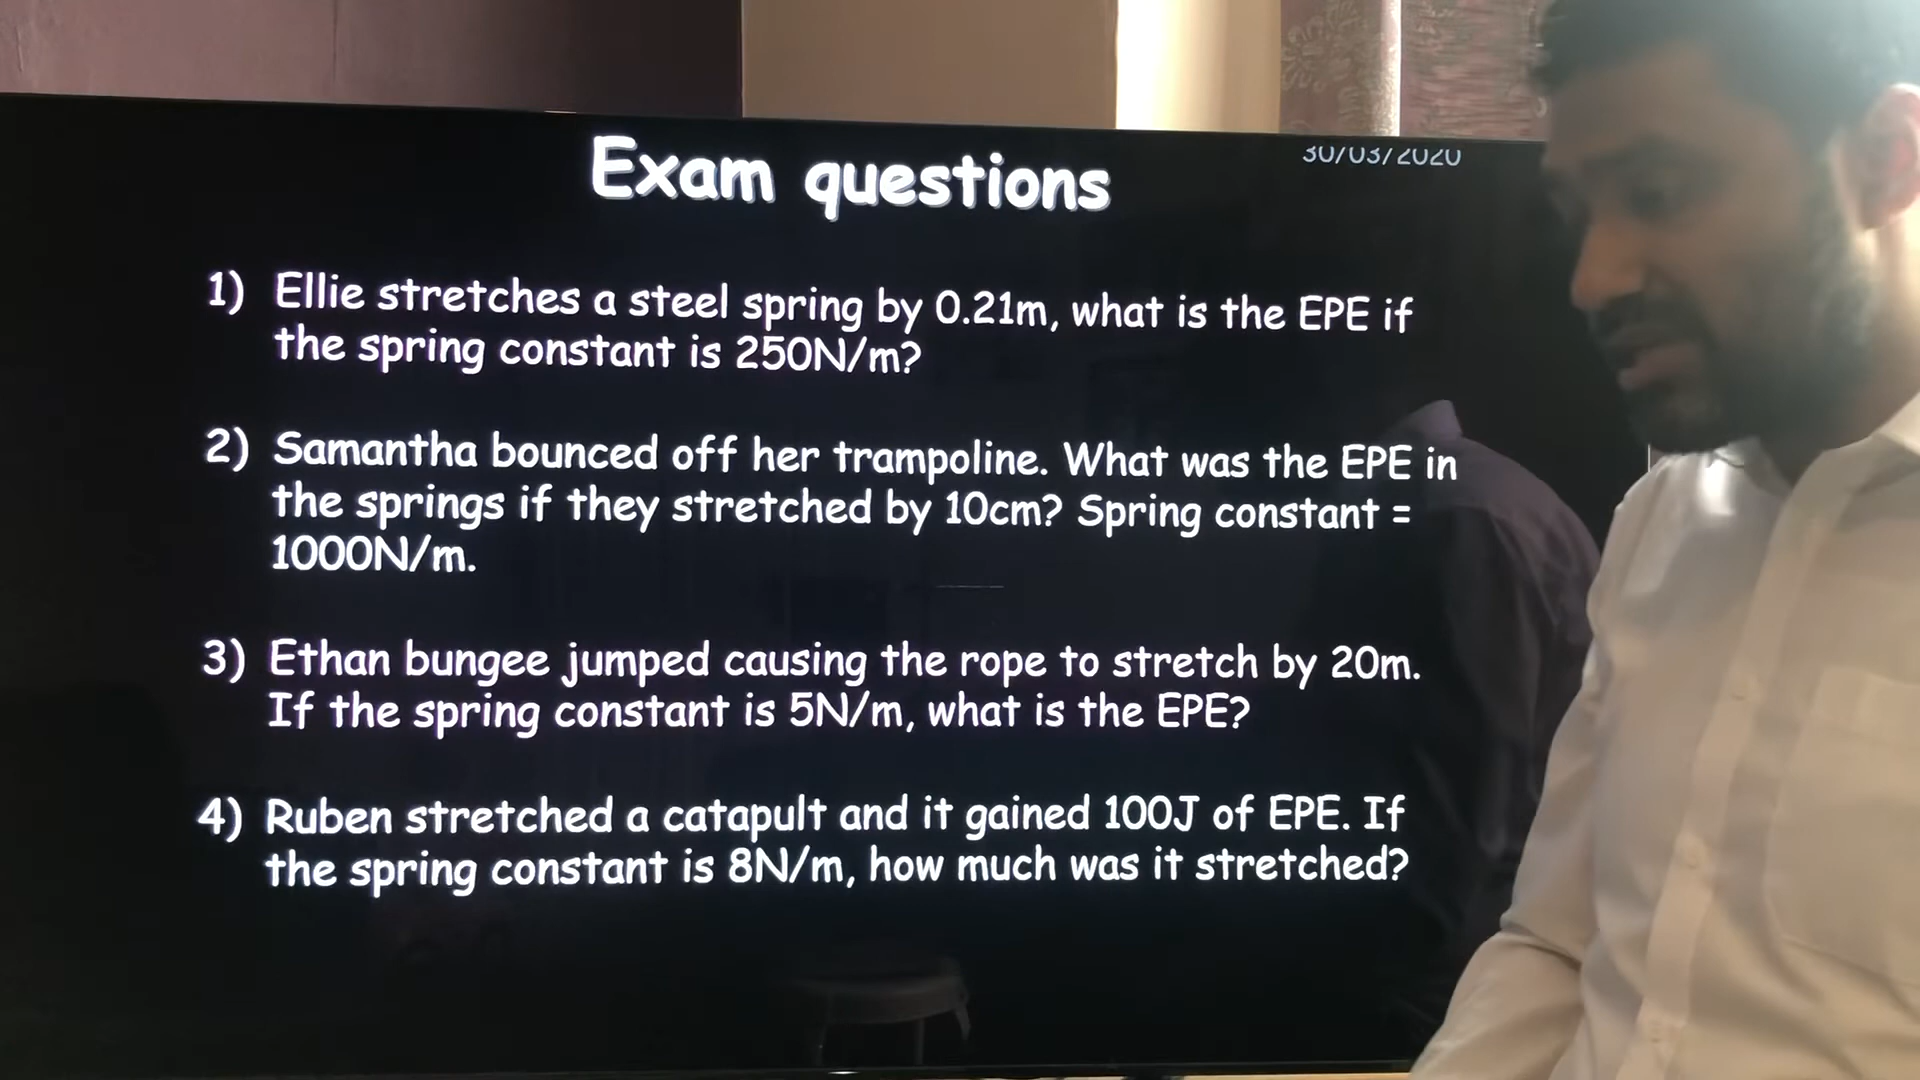 Exam questions
30/03/2020
1) Ellie stretches a steel spring by 0.21m, what is the EPE if
the spring constant is 250N/m?
2) Samantha bounced off her trampoline. What was the EPE in
the springs if they stretched by 10cm? Spring constant =
1000N/m.
3) Ethan bungee jumped causing the rope to stretch by 20m.
If the spring constant is 5N/m, what is the EPE?
4) Ruben stretched a catapult and it gained 100J of EPE. If
the spring constant is 8N/m, how much was it stretched?